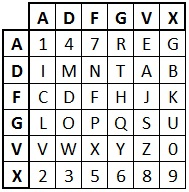 A D F G V X
A 1 4 7 R E G
D I M N T A B
F C D F H J K
G L O P Q S U
V V W X Y Z 0
X 2 3 5 6 8 9